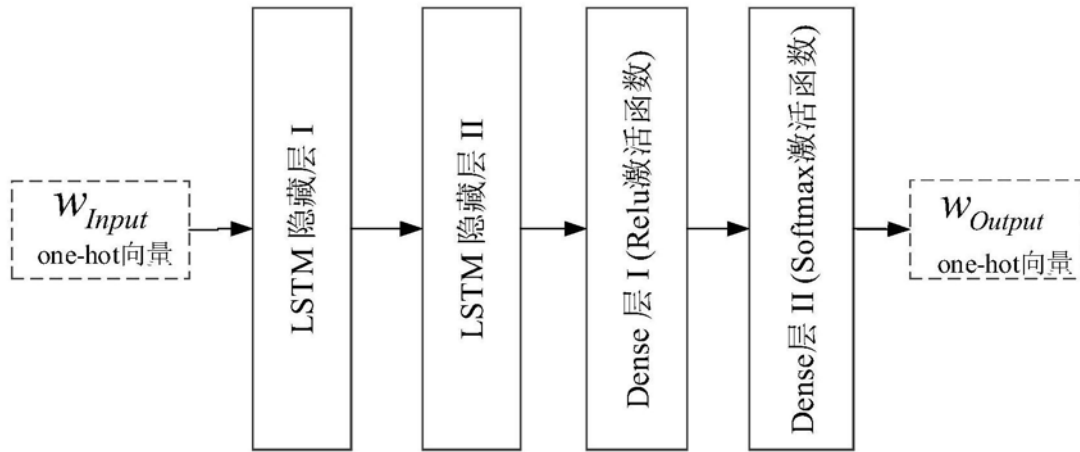 w_Input
one-hot向量
LSTM 隐藏层 I
LSTM 隐藏层 II
Dense 层 I (Relu激活函数)
Dense层 II (Softmax激活函数)
w_Output
one-hot向量